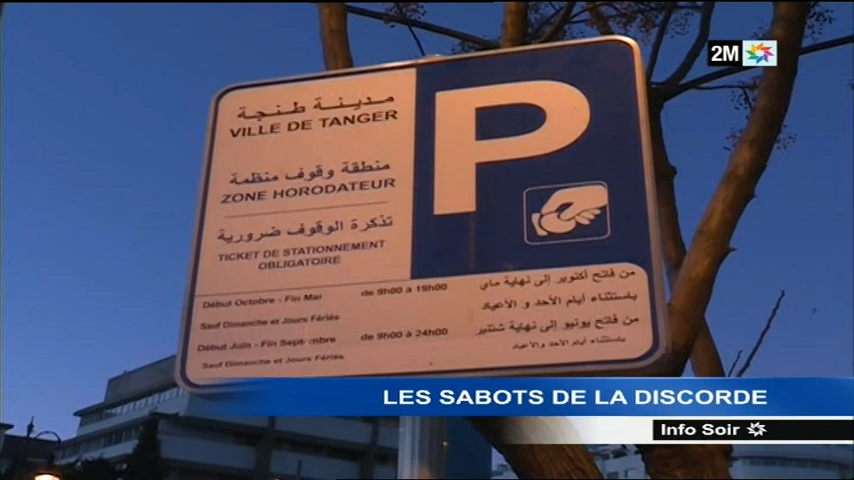 2M
مدينة طنجة
VILLE DE TANGER
منطقة وقوف منظمة
ZONE HORODATEUR
تذكرة الوقوف ضرورية
TICKET DE STATIONNEMENT
OBLIGATOIRE
P
Début Octobre - Fin Mai de 9h00 à 19h00
Sauf Dimanche et Jours Fériés
Début Juin - Fin Septembre de 9h00 à 24h00
Sauf Dimanche et Jours Fériés
من فاتح أكتوبر إلى نهاية ماي
باستثناء أيام الأحد و الأعياد
من فاتح يونيو إلى نهاية شتنبر
باستثناء أيام الأحد والأعياد
LES SABOTS DE LA DISCORDE
Info Soir